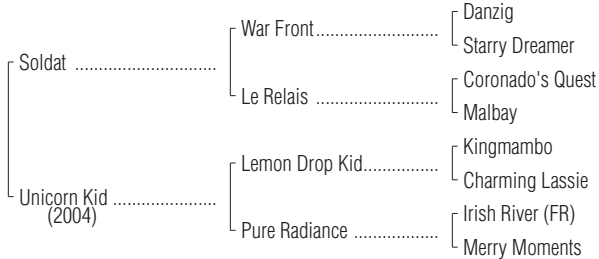 Danzig
War Front..........................
Starry Dreamer
Soldat ..............................
Coronado's Quest
Le Relais ..........................
Malbay
Kingmambo
Lemon Drop Kid................
Charming Lassie
Unicorn Kid ......................
(2004)
Irish River (FR)
Pure Radiance ..................
Merry Moments